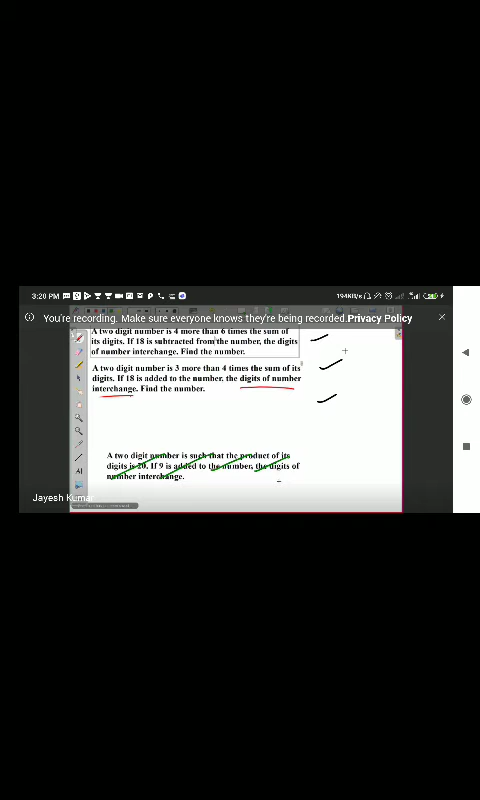 3:20 PM
194KB/s
You're recording. Make sure everyone knows they're being recorded.Privacy Policy
A two digit number is 4 more than 6 times the sum of
its digits. If 18 is subtracted from the number, the digits
of number interchange. Find the number.
A two digit number is 3 more than 4 times the sum of its
digits. If 18 is added to the number, the digits of number
interchange. Find the number.
A two digit number is such that the product of its
digits is 20. If 9 is added to the number, the digits of
number interchange.
Jayesh Kumar